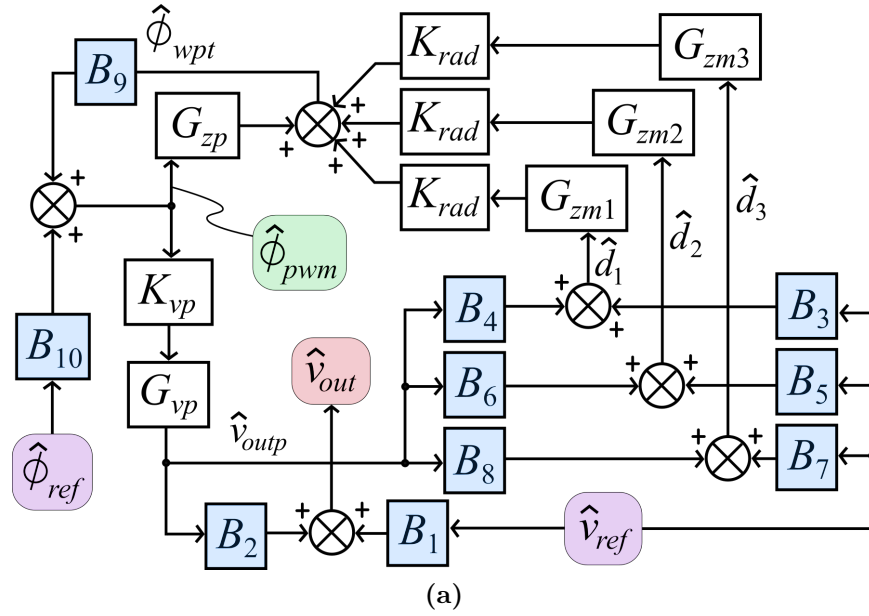 ϕ̂_wpt
B_9
K_rad
G_zm3
G_zp
+
+
+
+
K_rad
G_zm2
+
+
K_rad
G_zm1
ϕ̂_pwm
d̂_1
d̂_2
d̂_3
K_vp
B_10
+
+
B_4
B_3
v̂_out
+
+
B_6
B_5
G_vp
v̂_outp
+
+
B_8
B_7
ϕ̂_ref
+
+
B_2
B_1
v̂_ref
(a)